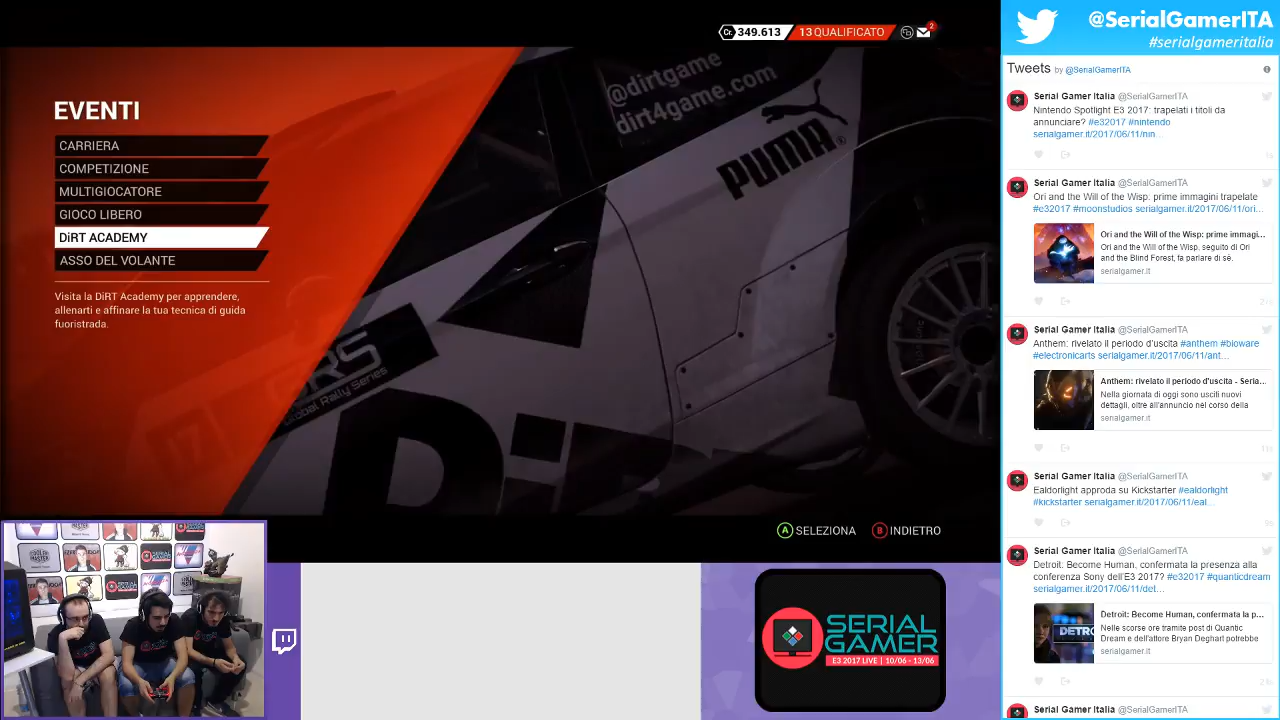 Cr. 349.613
13 QUALIFICATO
2
@dirtgame
dirt4game.com
PUMA
EVENTI
CARRIERA
COMPETIZIONE
MULTIGIOCATORE
GIOCO LIBERO
DiRT ACADEMY
ASSO DEL VOLANTE
Visita la DiRT Academy per apprendere,
allenarti e affinare la tua tecnica di guida
fuoristrada.
Global Rally Series
A SELEZIONA
B INDIETRO
SERIAL
GAMER
E3 2017 LIVE | 10/06 - 13/06
@SerialGamerITA
#serialgameritalia
Tweets by @SerialGamerITA
Serial Gamer Italia @SerialGamerITA
Nintendo Spotlight E3 2017: trapelati i titoli da
annunciare? #e32017 #nintendo
serialgamer.it/2017/06/11/nin...
Serial Gamer Italia @SerialGamerITA
Ori and the Will of the Wisp: prime immagini trapelate
#e32017 #moonstudios serialgamer.it/2017/06/11/ori...
Ori and the Will of the Wisp: prime immagi...
Ori and the Will of the Wisp, seguito di Ori
and the Blind Forest, fa parlare di sé.
serialgamer.it
Serial Gamer Italia @SerialGamerITA
Anthem: rivelato il periodo d'uscita #anthem #bioware
#electronicarts serialgamer.it/2017/06/11/ant...
Anthem: rivelato il periodo d'uscita - Seria...
Nella giornata di oggi sono usciti nuovi
dettagli, oltre all'annuncio nel corso della
serialgamer.it
Serial Gamer Italia @SerialGamerITA
Ealdorlight approda su Kickstarter #ealdorlight
#kickstarter serialgamer.it/2017/06/11/eal...
Serial Gamer Italia @SerialGamerITA
Detroit: Become Human, confermata la presenza alla
conferenza Sony dell'E3 2017? #e32017 #quanticdream
serialgamer.it/2017/06/11/det...
Detroit: Become Human, confermata la p...
Nelle scorse ore tramite post di Quantic
Dream e dell'attore Bryan Deghart potrebbe
serialgamer.it
Serial Gamer Italia @SerialGamerITA